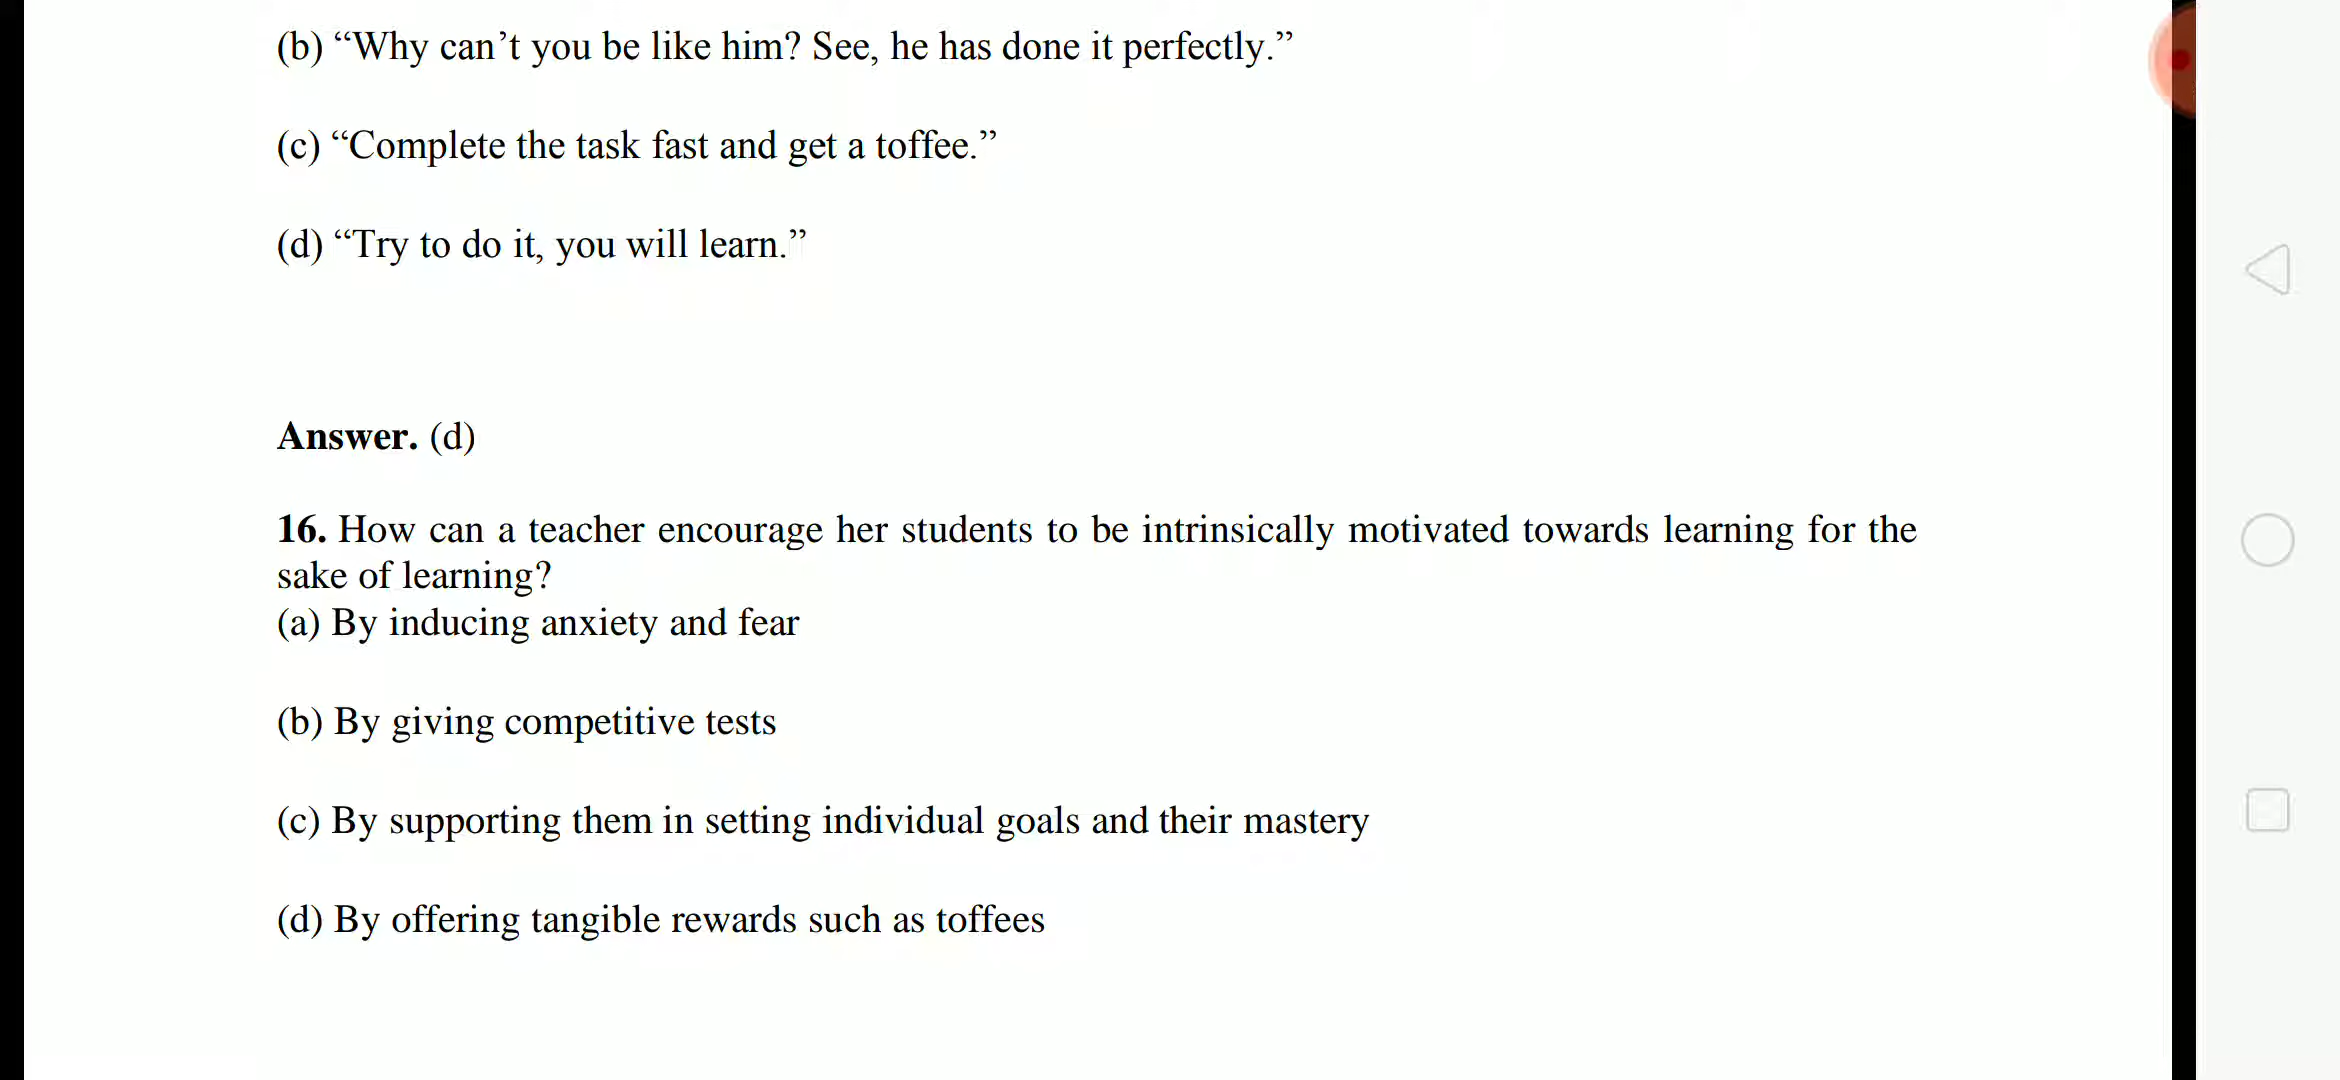 (b) “Why can’t you be like him? See, he has done it perfectly.”
(c) “Complete the task fast and get a toffee.”
(d) “Try to do it, you will learn.”
Answer. (d)
16. How can a teacher encourage her students to be intrinsically motivated towards learning for the
sake of learning?
(a) By inducing anxiety and fear
(b) By giving competitive tests
(c) By supporting them in setting individual goals and their mastery
(d) By offering tangible rewards such as toffees